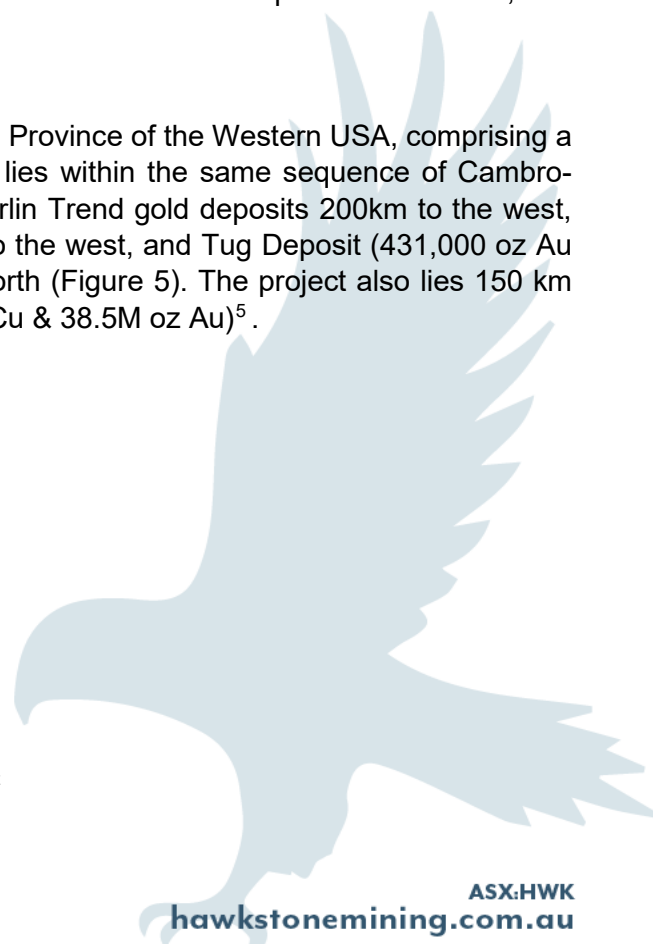 Province of the Western USA, comprising a
lies within the same sequence of Cambro-
rlin Trend gold deposits 200km to the west,
o the west, and Tug Deposit (431,000 oz Au
orth (Figure 5). The project also lies 150 km
Cu & 38.5M oz Au)⁵ .
ASX:HWK
hawkstonemining.com.au